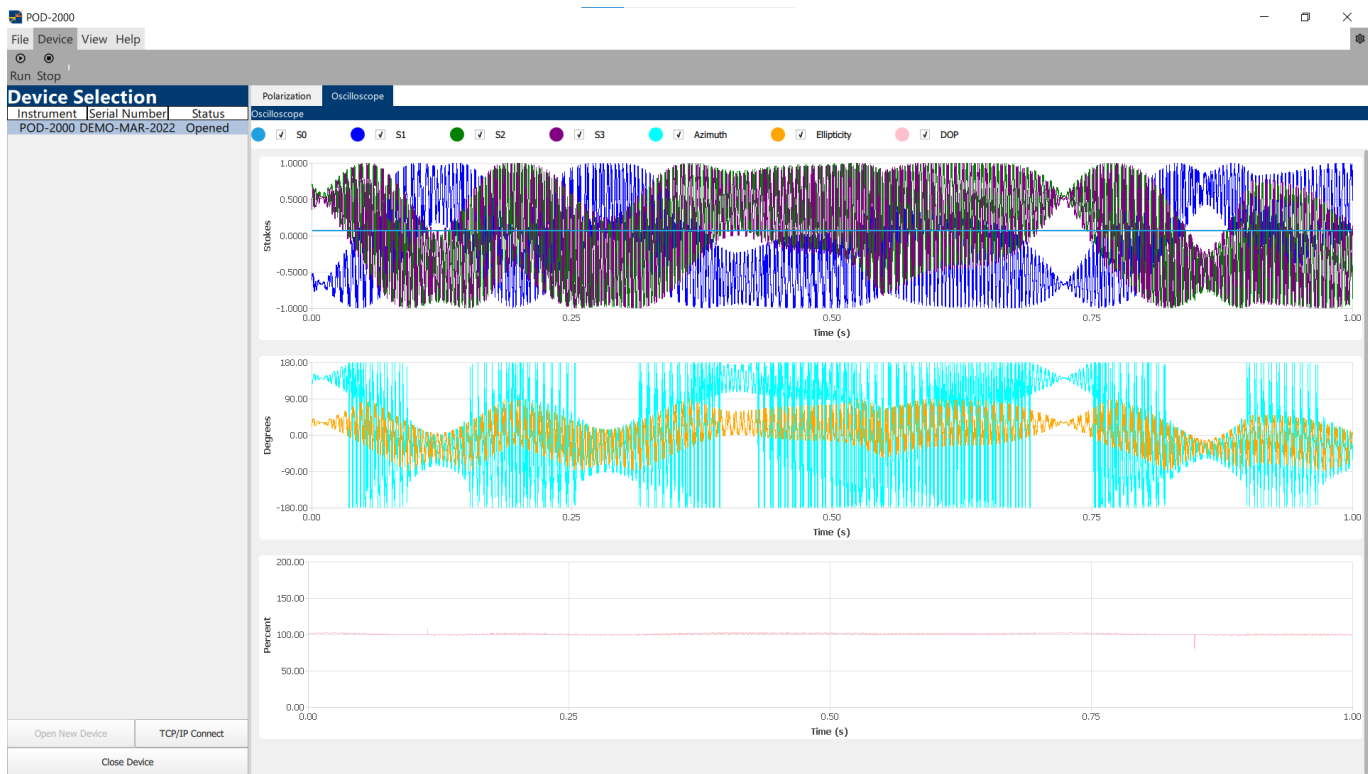 POD-2000
File Device View Help
Run Stop
Device Selection
Instrument Serial Number Status
POD-2000 DEMO-MAR-2022 Opened
Open New Device TCP/IP Connect
Close Device
Polarization Oscilloscope
Oscilloscope
S0 S1 S2 S3 Azimuth Ellipticity DOP
1.0000
0.5000
0.0000
-0.5000
-1.0000
Stokes
0.00 0.25 0.50 0.75 1.00
Time (s)
180.00
90.00
0.00
-90.00
-180.00
Degrees
0.00 0.25 0.50 0.75 1.00
Time (s)
200.00
150.00
100.00
50.00
0.00
Percent
0.00 0.25 0.50 0.75 1.00
Time (s)